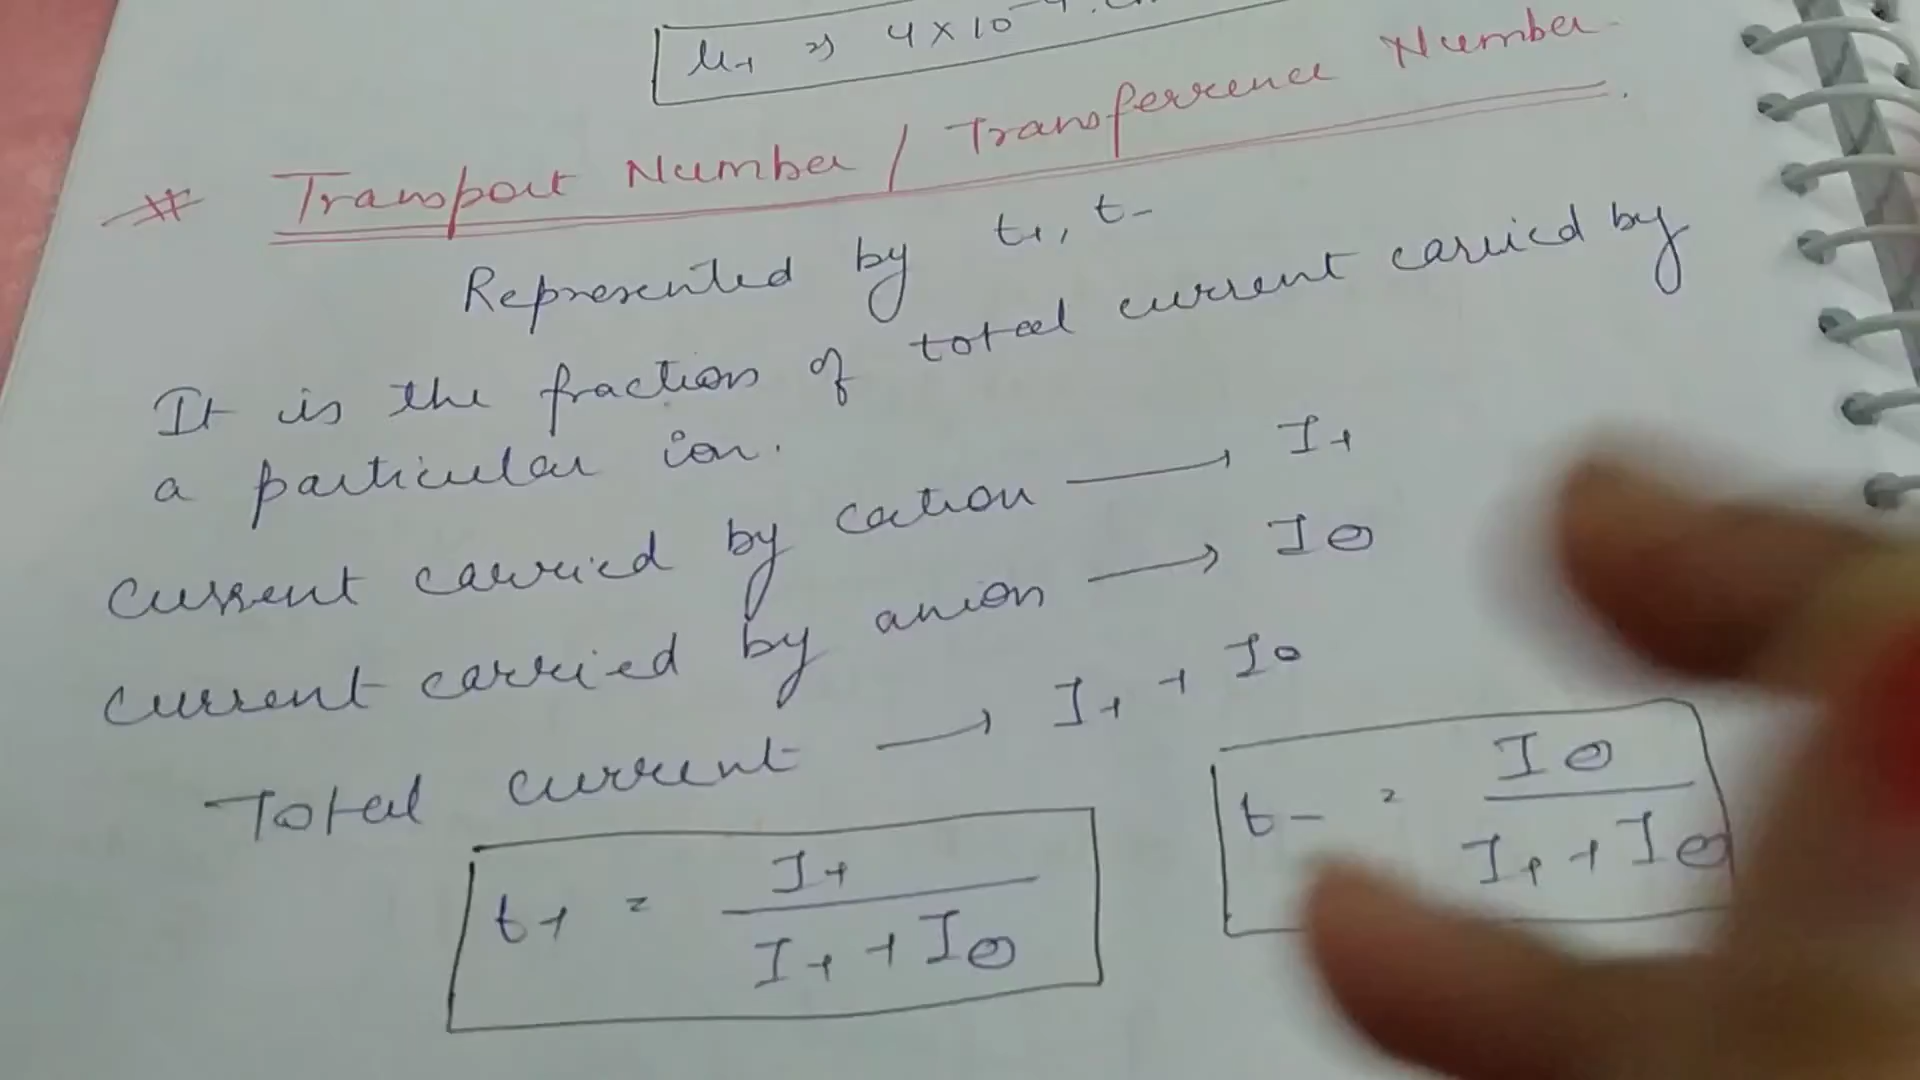 μ+ ⇒ 4×10
# Transport Number / Transferrence Number
Represented by t+, t-
It is the fraction of total current carried by
a particular ion.
current carried by cation ⟶ I+
current carried by anion ⟶ I⊖
Total current ⟶ I+ + I⊖
t+ = I+ / I+ + I⊖
t- = I⊖ / I+ + I⊖